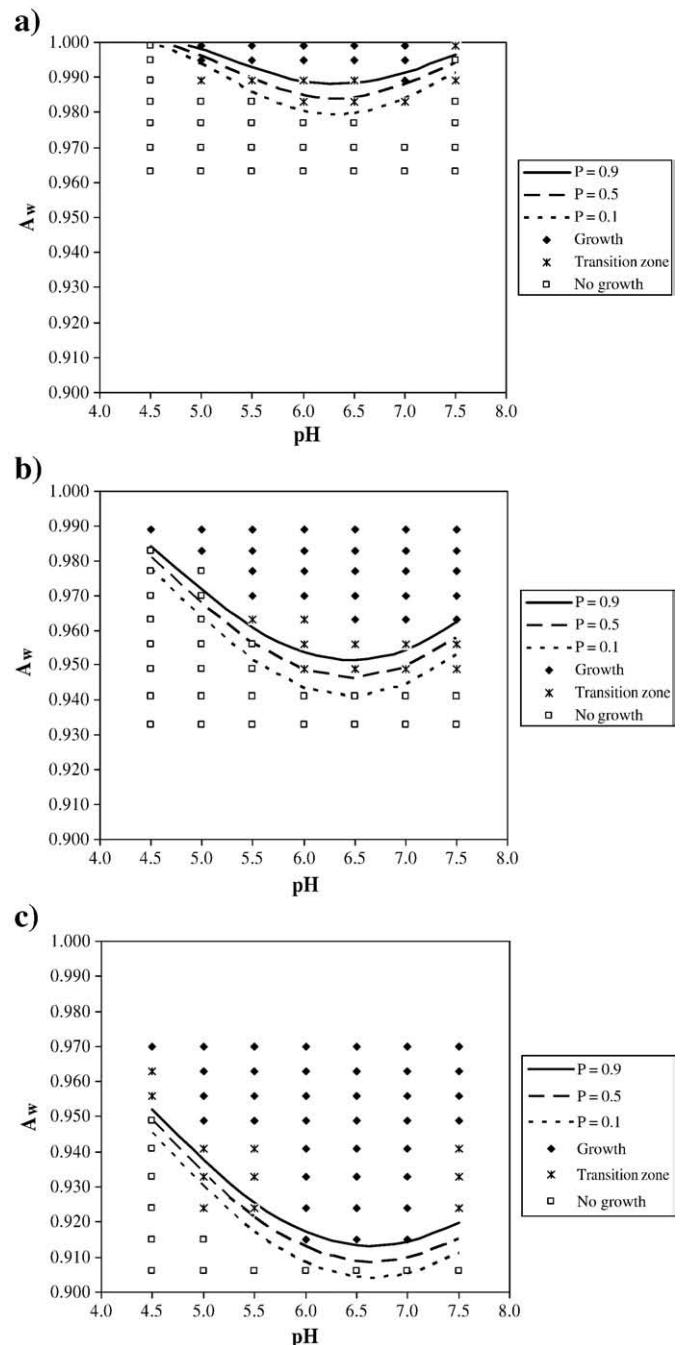 a)
1.000
0.990
0.980
0.970
0.960
0.950
0.940
0.930
0.920
0.910
0.900
Aw
4.0 4.5 5.0 5.5 6.0 6.5 7.0 7.5 8.0
pH
P = 0.9
P = 0.5
P = 0.1
Growth
Transition zone
No growth
b)
1.000
0.990
0.980
0.970
0.960
0.950
0.940
0.930
0.920
0.910
0.900
Aw
4.0 4.5 5.0 5.5 6.0 6.5 7.0 7.5 8.0
pH
P = 0.9
P = 0.5
P = 0.1
Growth
Transition zone
No growth
c)
1.000
0.990
0.980
0.970
0.960
0.950
0.940
0.930
0.920
0.910
0.900
Aw
4.0 4.5 5.0 5.5 6.0 6.5 7.0 7.5 8.0
pH
P = 0.9
P = 0.5
P = 0.1
Growth
Transition zone
No growth